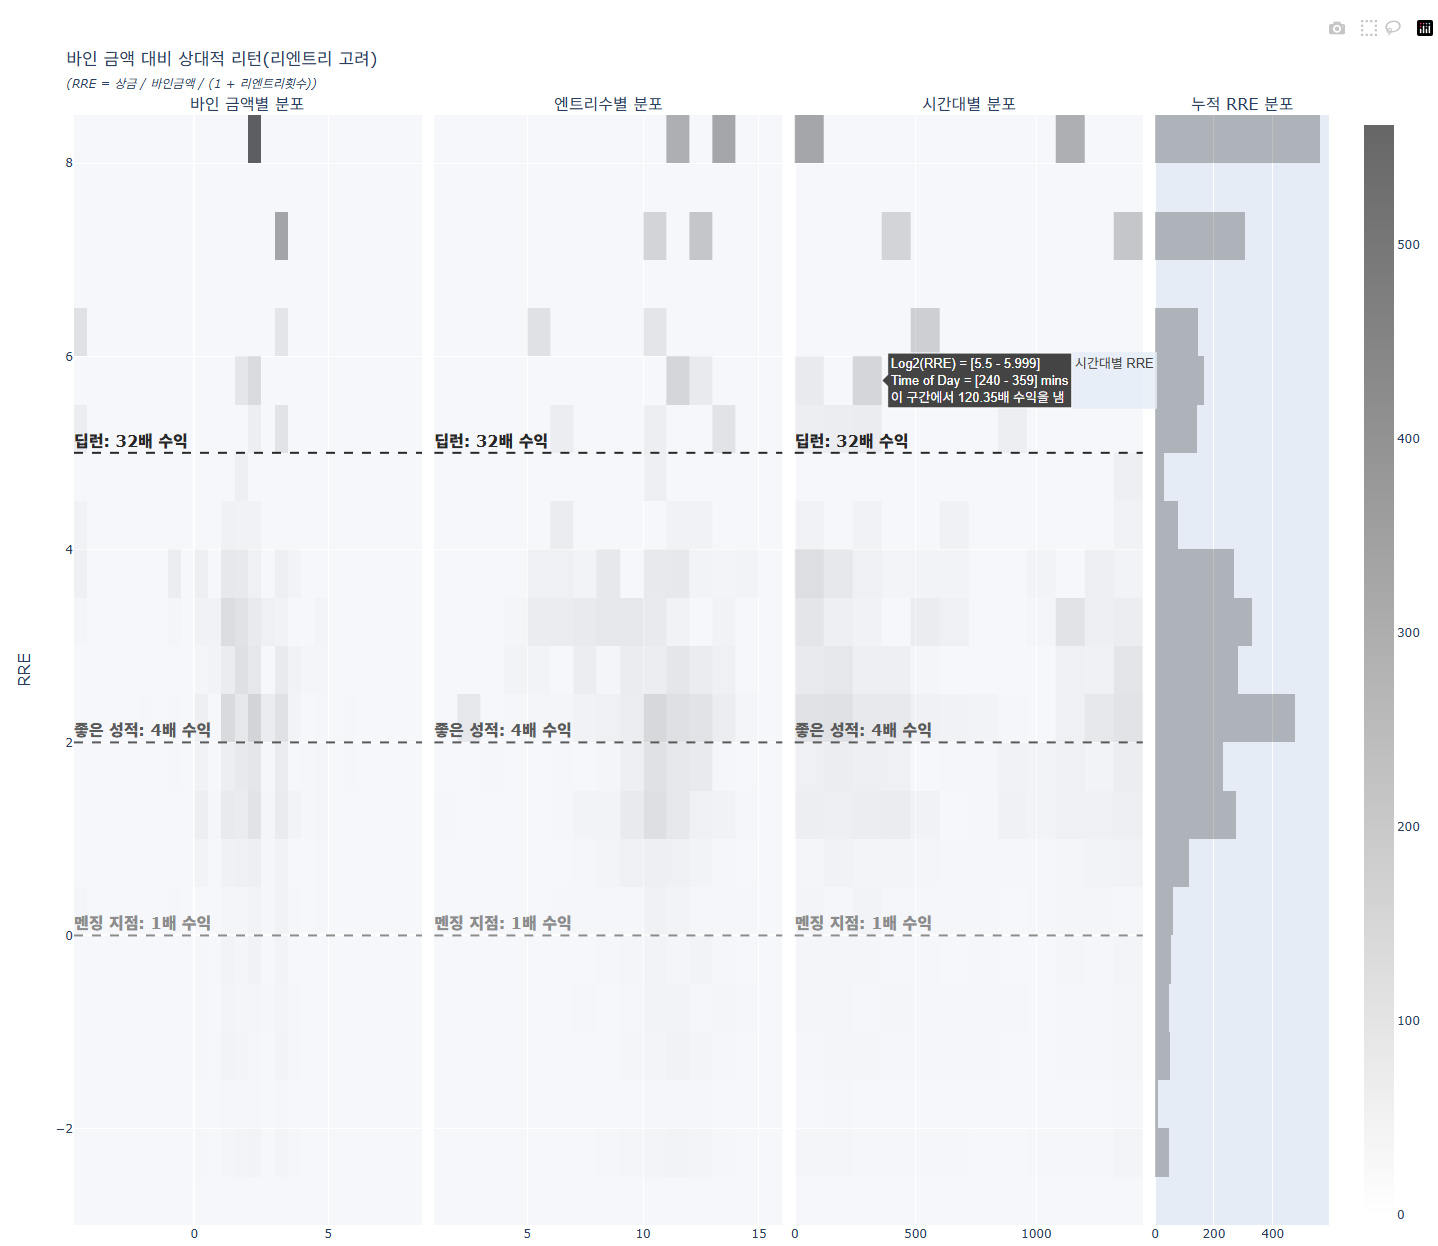 바인 금액 대비 상대적 리턴(리엔트리 고려)
(RRE = 상금 / 바인금액 / (1 + 리엔트리횟수))
바인 금액별 분포
엔트리수별 분포
시간대별 분포
누적 RRE 분포
8
6
4
2
0
−2
RRE
딥런: 32배 수익
좋은 성적: 4배 수익
멘징 지점: 1배 수익
0
5
딥런: 32배 수익
좋은 성적: 4배 수익
멘징 지점: 1배 수익
5
10
15
Log2(RRE) = [5.5 - 5.999]
Time of Day = [240 - 359] mins
이 구간에서 120.35배 수익을 냄
시간대별 RRE
딥런: 32배 수익
좋은 성적: 4배 수익
멘징 지점: 1배 수익
0
500
1000
0
200
400
500
400
300
200
100
0